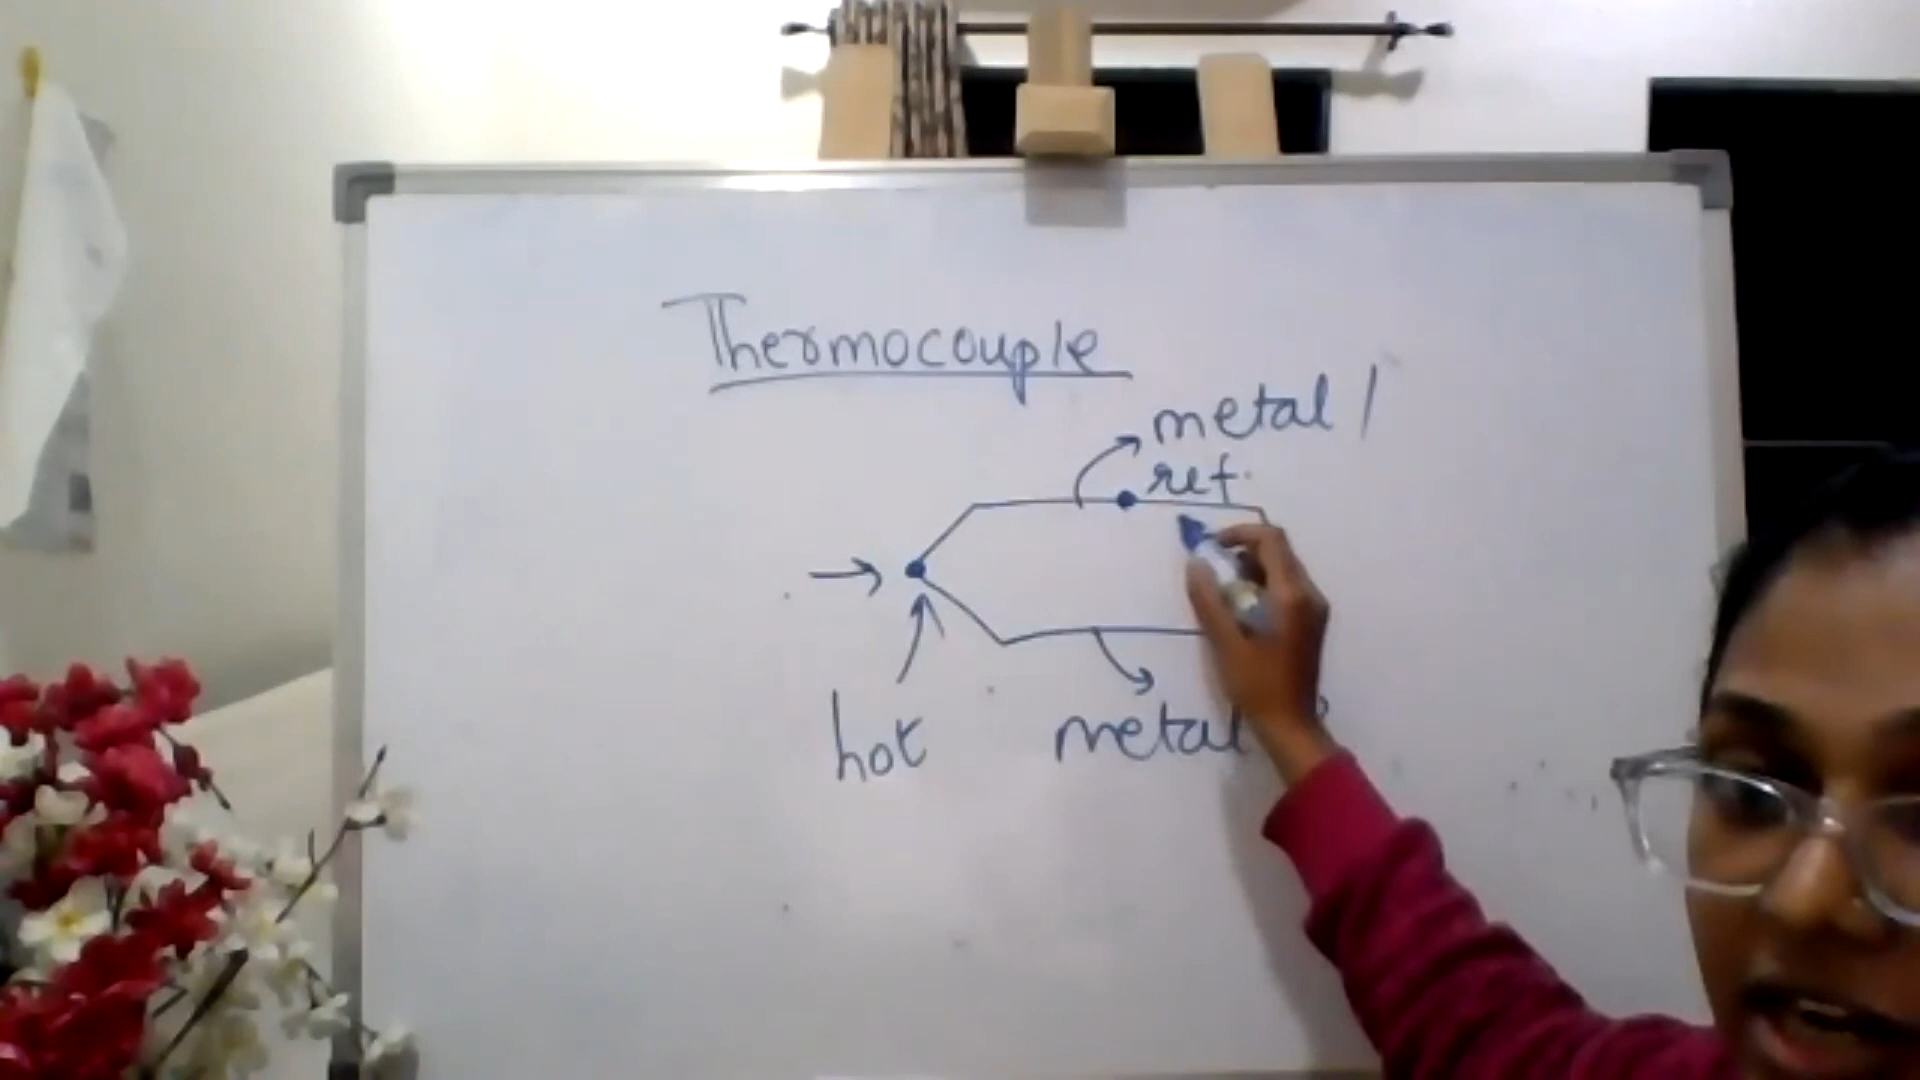 Thermocouple
metal 1
ref.
hot
metal